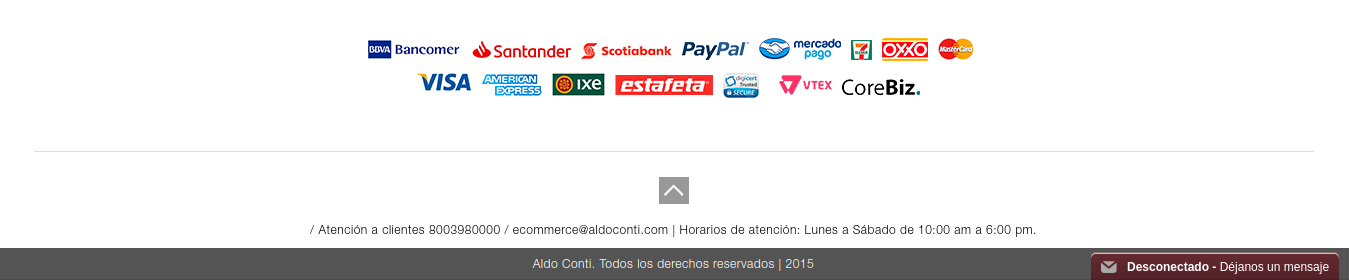 BBVA Bancomer Santander Scotiabank PayPal mercado pago 7 ELEVEN OXXO MasterCard
VISA AMERICAN EXPRESS IXE estafeta digicert Trusted SECURE VTEX CoreBiz.
/ Atención a clientes 8003980000 / ecommerce@aldoconti.com | Horarios de atención: Lunes a Sábado de 10:00 am a 6:00 pm.
Aldo Conti. Todos los derechos reservados | 2015
Desconectado - Déjanos un mensaje